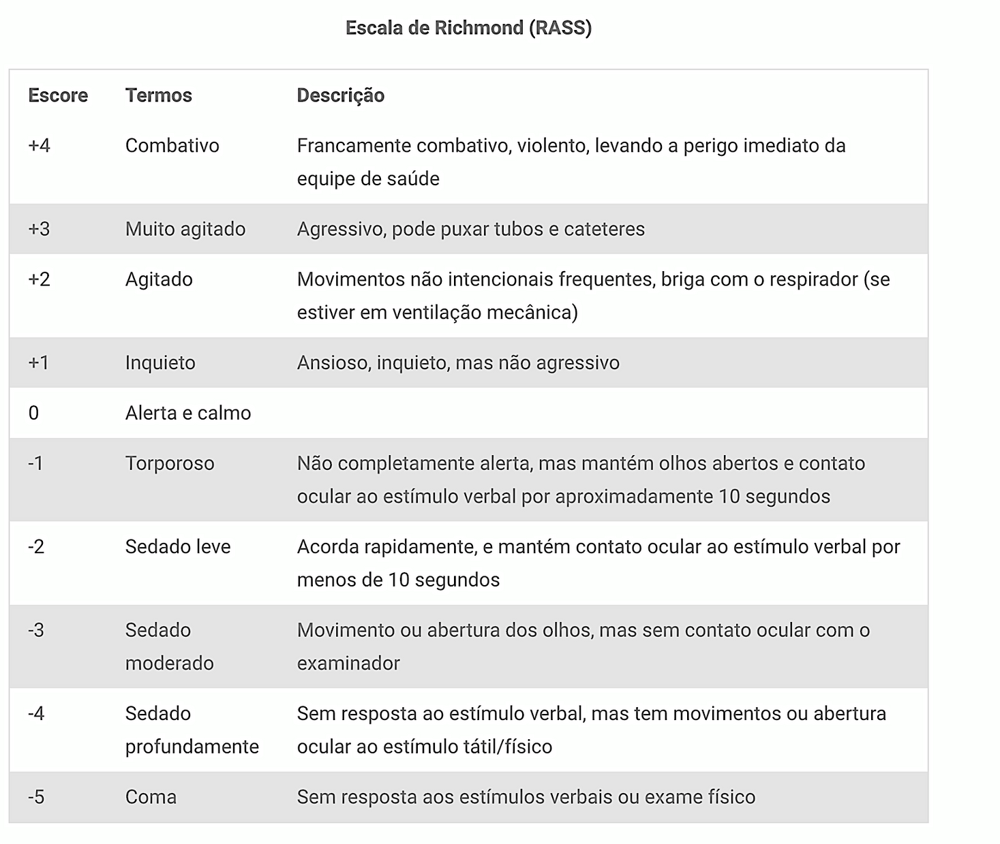 Escala de Richmond (RASS)
Escore Termos Descrição
+4 Combativo Francamente combativo, violento, levando a perigo imediato da
equipe de saúde
+3 Muito agitado Agressivo, pode puxar tubos e cateteres
+2 Agitado Movimentos não intencionais frequentes, briga com o respirador (se
estiver em ventilação mecânica)
+1 Inquieto Ansioso, inquieto, mas não agressivo
0 Alerta e calmo
-1 Torporoso Não completamente alerta, mas mantém olhos abertos e contato
ocular ao estímulo verbal por aproximadamente 10 segundos
-2 Sedado leve Acorda rapidamente, e mantém contato ocular ao estímulo verbal por
menos de 10 segundos
-3 Sedado Movimento ou abertura dos olhos, mas sem contato ocular com o
moderado examinador
-4 Sedado Sem resposta ao estímulo verbal, mas tem movimentos ou abertura
profundamente ocular ao estímulo tátil/físico
-5 Coma Sem resposta aos estímulos verbais ou exame físico